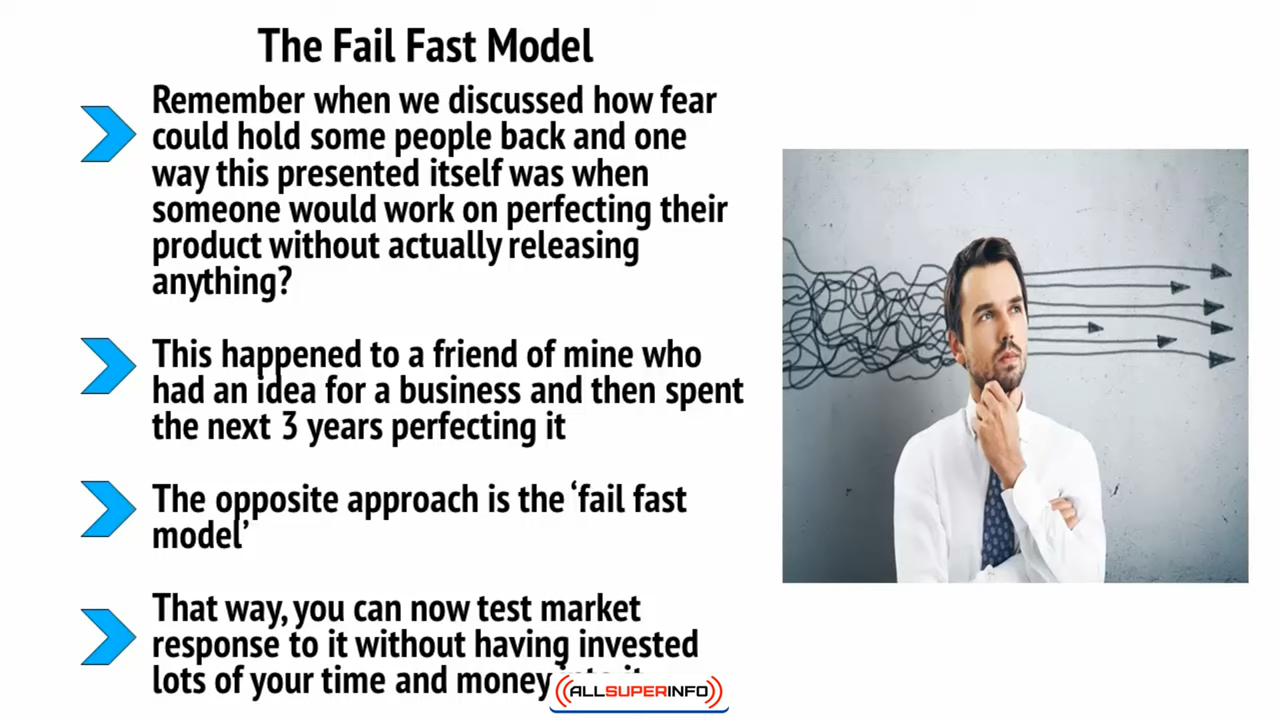 The Fail Fast Model
Remember when we discussed how fear
could hold some people back and one
way this presented itself was when
someone would work on perfecting their
product without actually releasing
anything?
This happened to a friend of mine who
had an idea for a business and then spent
the next 3 years perfecting it
The opposite approach is the ‘fail fast
model’
That way, you can now test market
response to it without having invested
lots of your time and money
ALLSUPERINFO